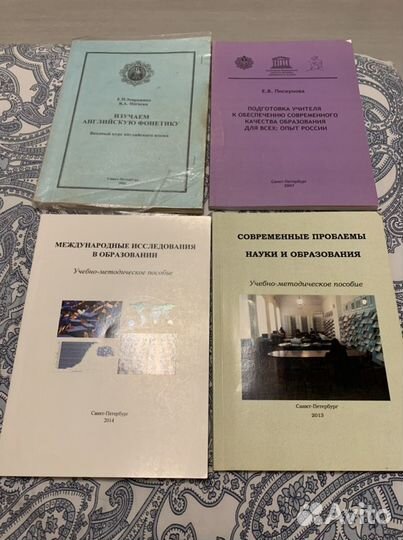 ИЗУЧАЕМ
АНГЛИЙСКУЮ ФОНЕТИКУ
Вводный курс английского языка
Санкт-Петербург
Е.В. Пискунова
ПОДГОТОВКА УЧИТЕЛЯ
К ОБЕСПЕЧЕНИЮ СОВРЕМЕННОГО
КАЧЕСТВА ОБРАЗОВАНИЯ
ДЛЯ ВСЕХ: ОПЫТ РОССИИ
Санкт-Петербург
2007
МЕЖДУНАРОДНЫЕ ИССЛЕДОВАНИЯ
В ОБРАЗОВАНИИ
Учебно-методическое пособие
Санкт-Петербург
2014
СОВРЕМЕННЫЕ ПРОБЛЕМЫ
НАУКИ И ОБРАЗОВАНИЯ
Учебно-методическое пособие
Санкт-Петербург
2013
Avito